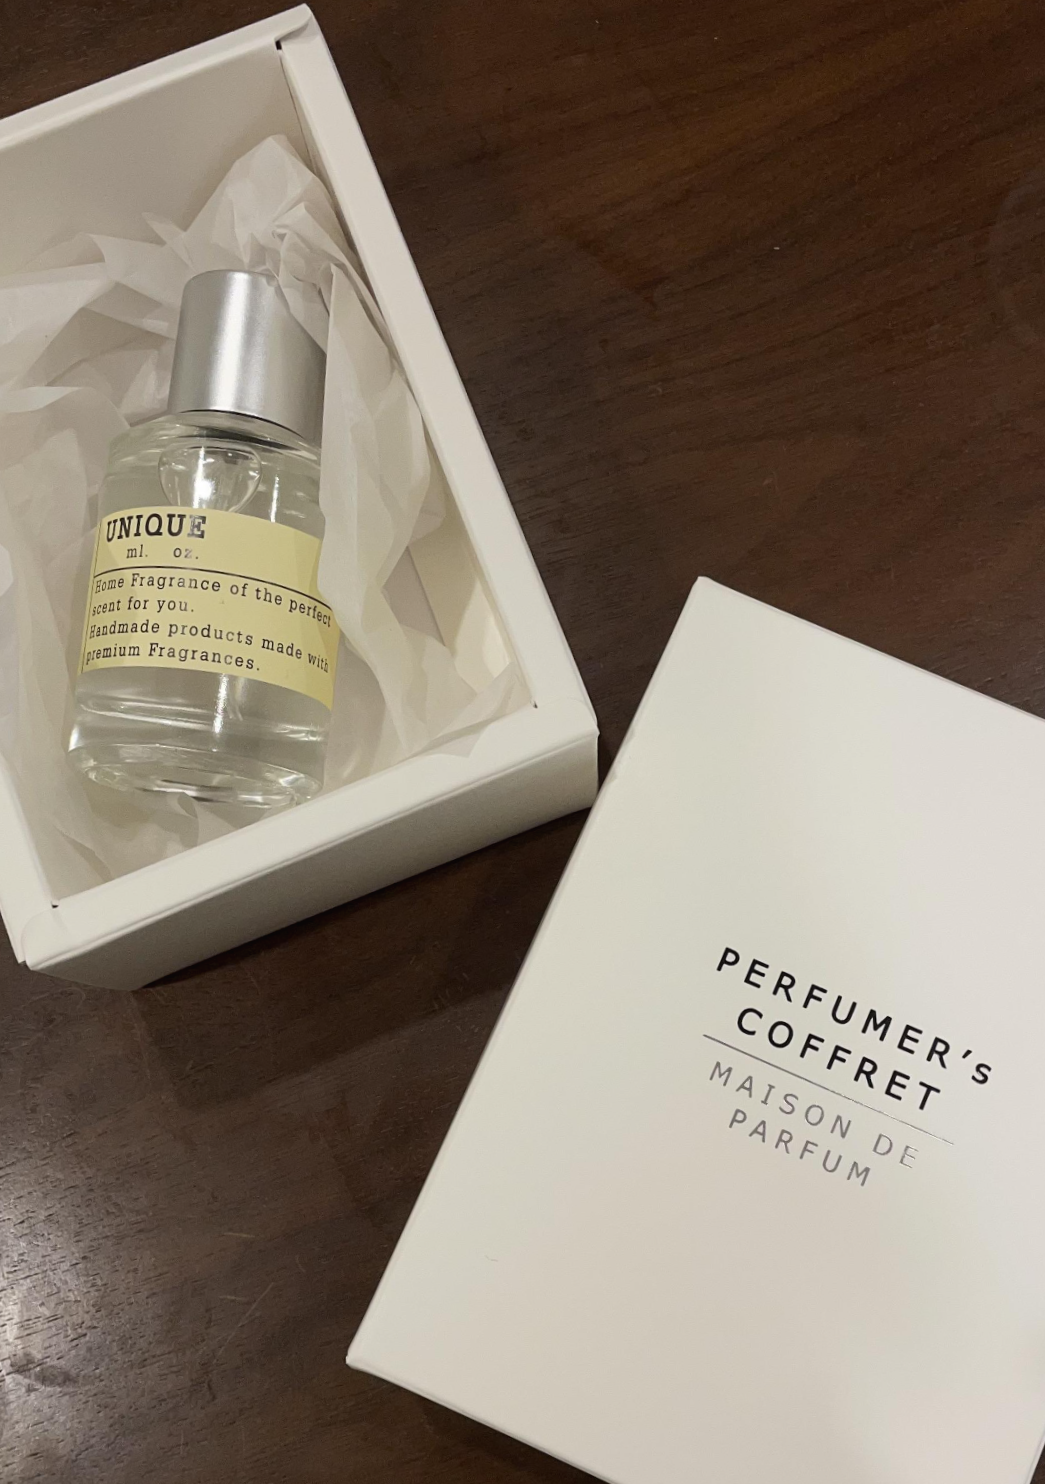 UNIQUE
ml. oz.
Home Fragrance of the perfect
scent for you.
Handmade products made with
premium Fragrances.
PERFUMER's
COFFRET
MAISON DE
PARFUM